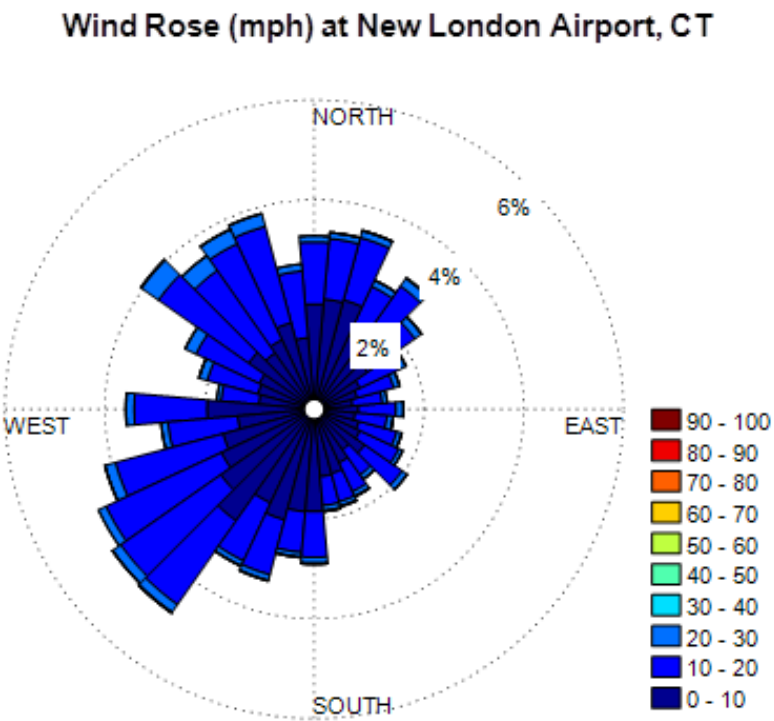 Wind Rose (mph) at New London Airport, CT
NORTH
6%
4%
2%
WEST
EAST
SOUTH
90 - 100
80 - 90
70 - 80
60 - 70
50 - 60
40 - 50
30 - 40
20 - 30
10 - 20
0 - 10